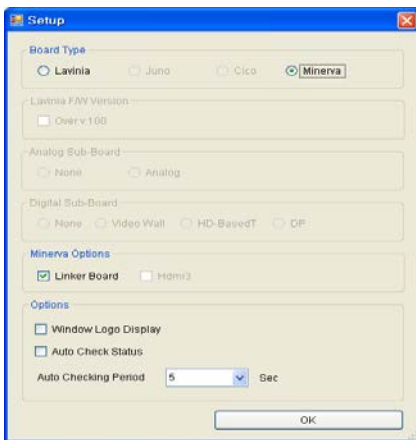 Setup
Board Type
Lavinia Juno Cico Minerva
Lavinia F/W Version
Over v 100
Analog Sub-Board
None Analog
Digital Sub-Board
None Video Wall HD-BasedT DP
Minerva Options
Linker Board Hdmi3
Options
Window Logo Display
Auto Check Status
Auto Checking Period 5 Sec
OK